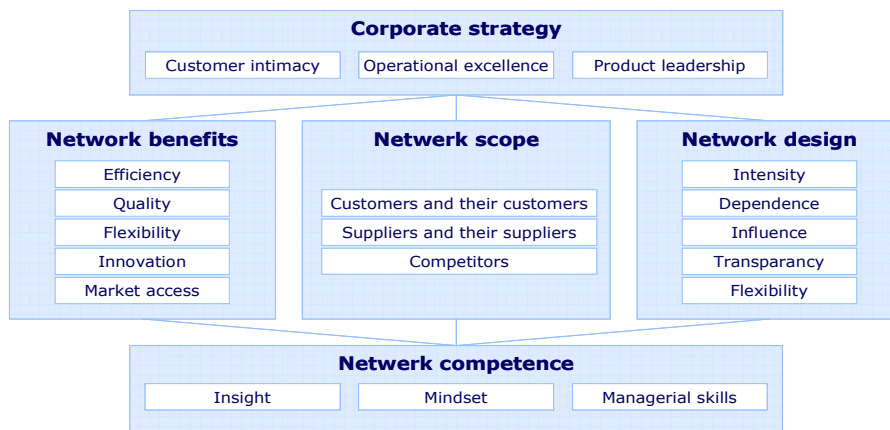 Corporate strategy
Customer intimacy
Operational excellence
Product leadership
Network benefits
Efficiency
Quality
Flexibility
Innovation
Market access
Netwerk scope
Customers and their customers
Suppliers and their suppliers
Competitors
Network design
Intensity
Dependence
Influence
Transparancy
Flexibility
Netwerk competence
Insight
Mindset
Managerial skills